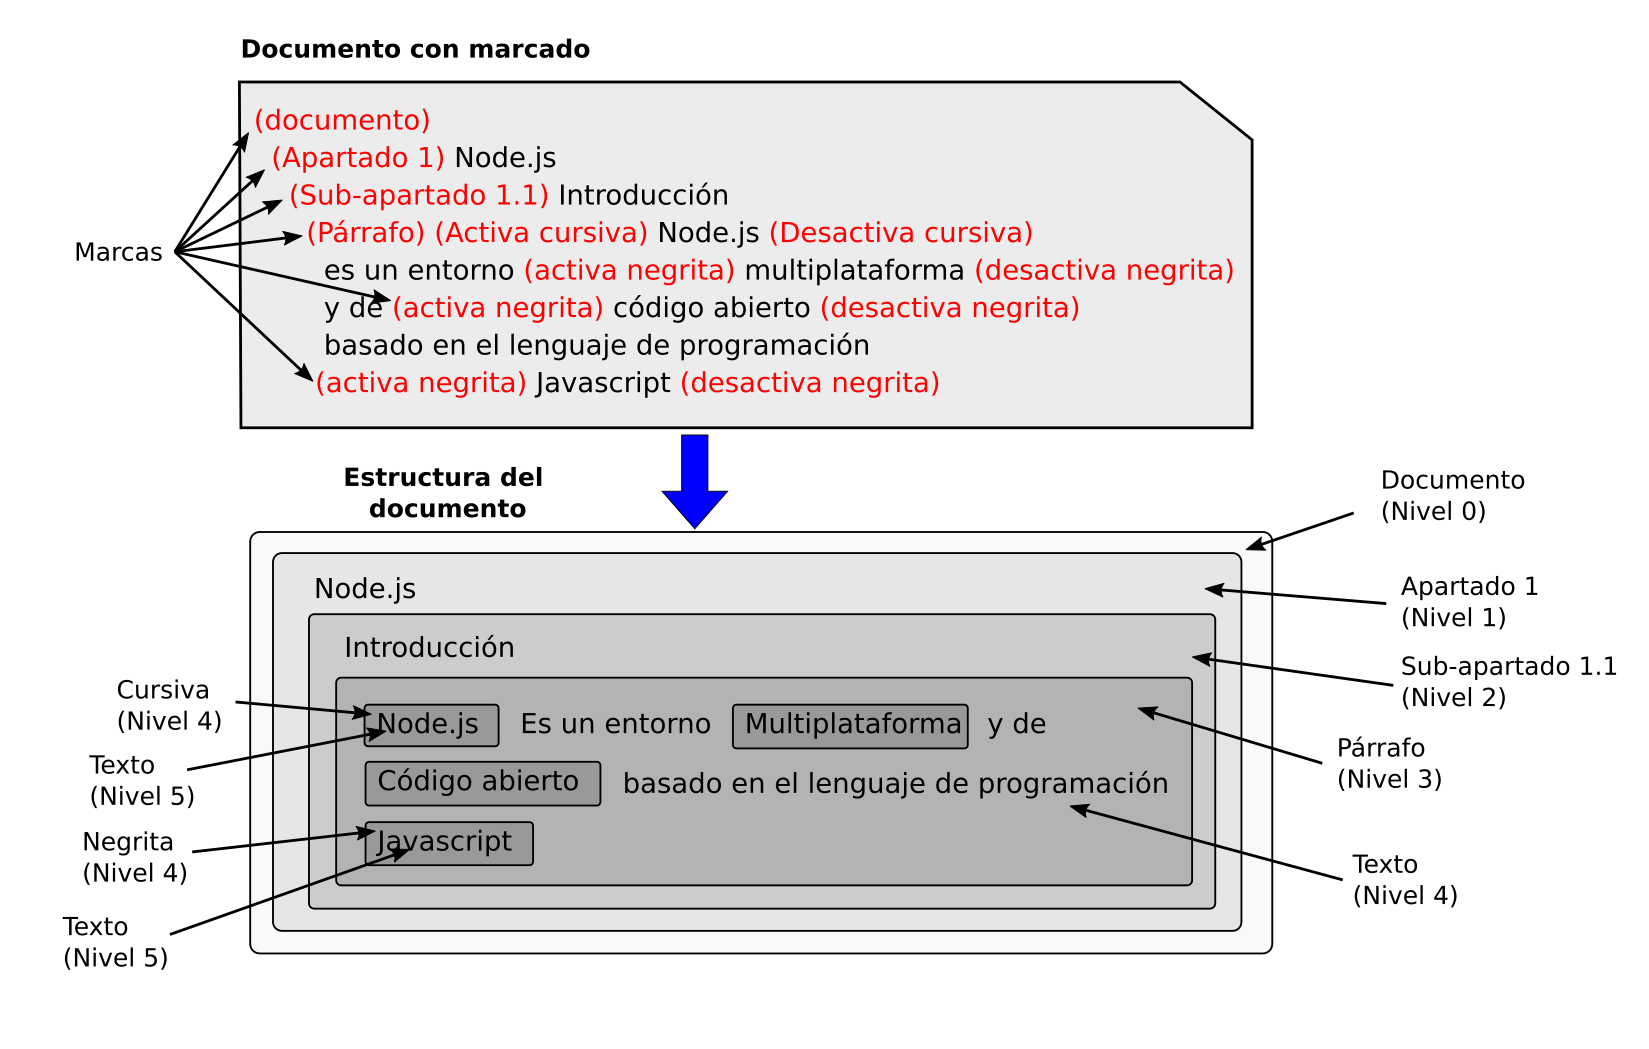 Documento con marcado
(documento)
(Apartado 1) Node.js
(Sub-apartado 1.1) Introducción
(Párrafo) (Activa cursiva) Node.js (Desactiva cursiva)
es un entorno (activa negrita) multiplataforma (desactiva negrita)
y de (activa negrita) código abierto (desactiva negrita)
basado en el lenguaje de programación
(activa negrita) Javascript (desactiva negrita)
Marcas
Estructura del
documento
Documento
(Nivel 0)
Apartado 1
(Nivel 1)
Sub-apartado 1.1
(Nivel 2)
Párrafo
(Nivel 3)
Texto
(Nivel 4)
Node.js
Introducción
Node.js Es un entorno Multiplataforma y de
Código abierto basado en el lenguaje de programación
Javascript
Cursiva
(Nivel 4)
Texto
(Nivel 5)
Negrita
(Nivel 4)
Texto
(Nivel 5)